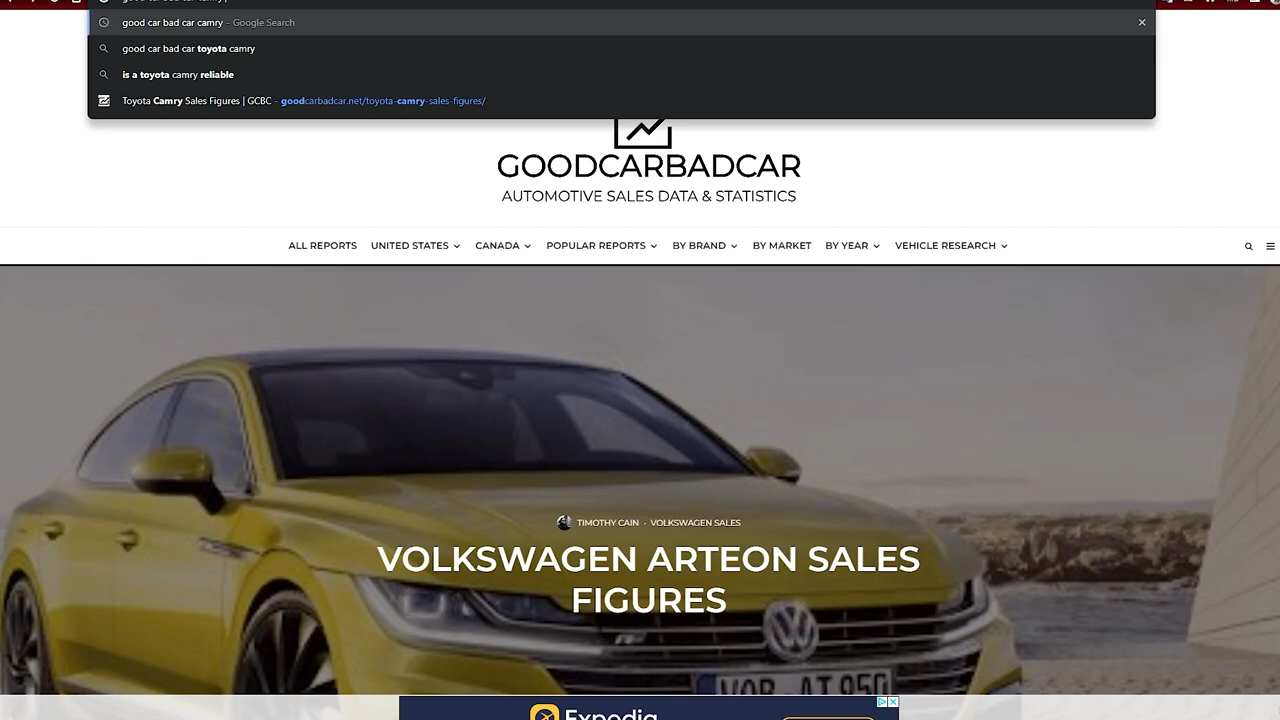 good car bad car camry - Google Search
good car bad car toyota camry
is a toyota camry reliable
Toyota Camry Sales Figures | GCBC - goodcarbadcar.net/toyota-camry-sales-figures/
GOODCARBADCAR
AUTOMOTIVE SALES DATA & STATISTICS
ALL REPORTS UNITED STATES CANADA POPULAR REPORTS BY BRAND BY MARKET BY YEAR VEHICLE RESEARCH
TIMOTHY CAIN - VOLKSWAGEN SALES
VOLKSWAGEN ARTEON SALES
FIGURES
Expedia